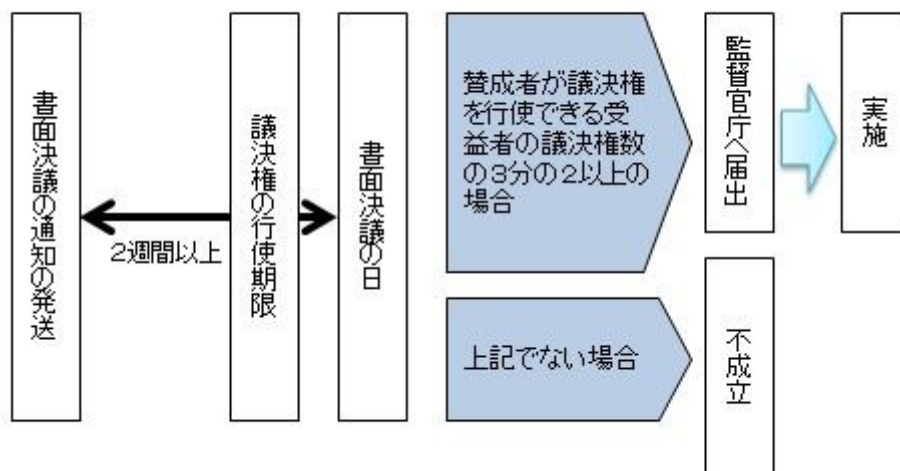 書面決議の通知の発送
2週間以上
議決権の行使期限
書面決議の日
賛成者が議決権
を行使できる受
益者の議決権数
の3分の2以上の
場合
監督官庁へ届出
実施
上記でない場合
不成立